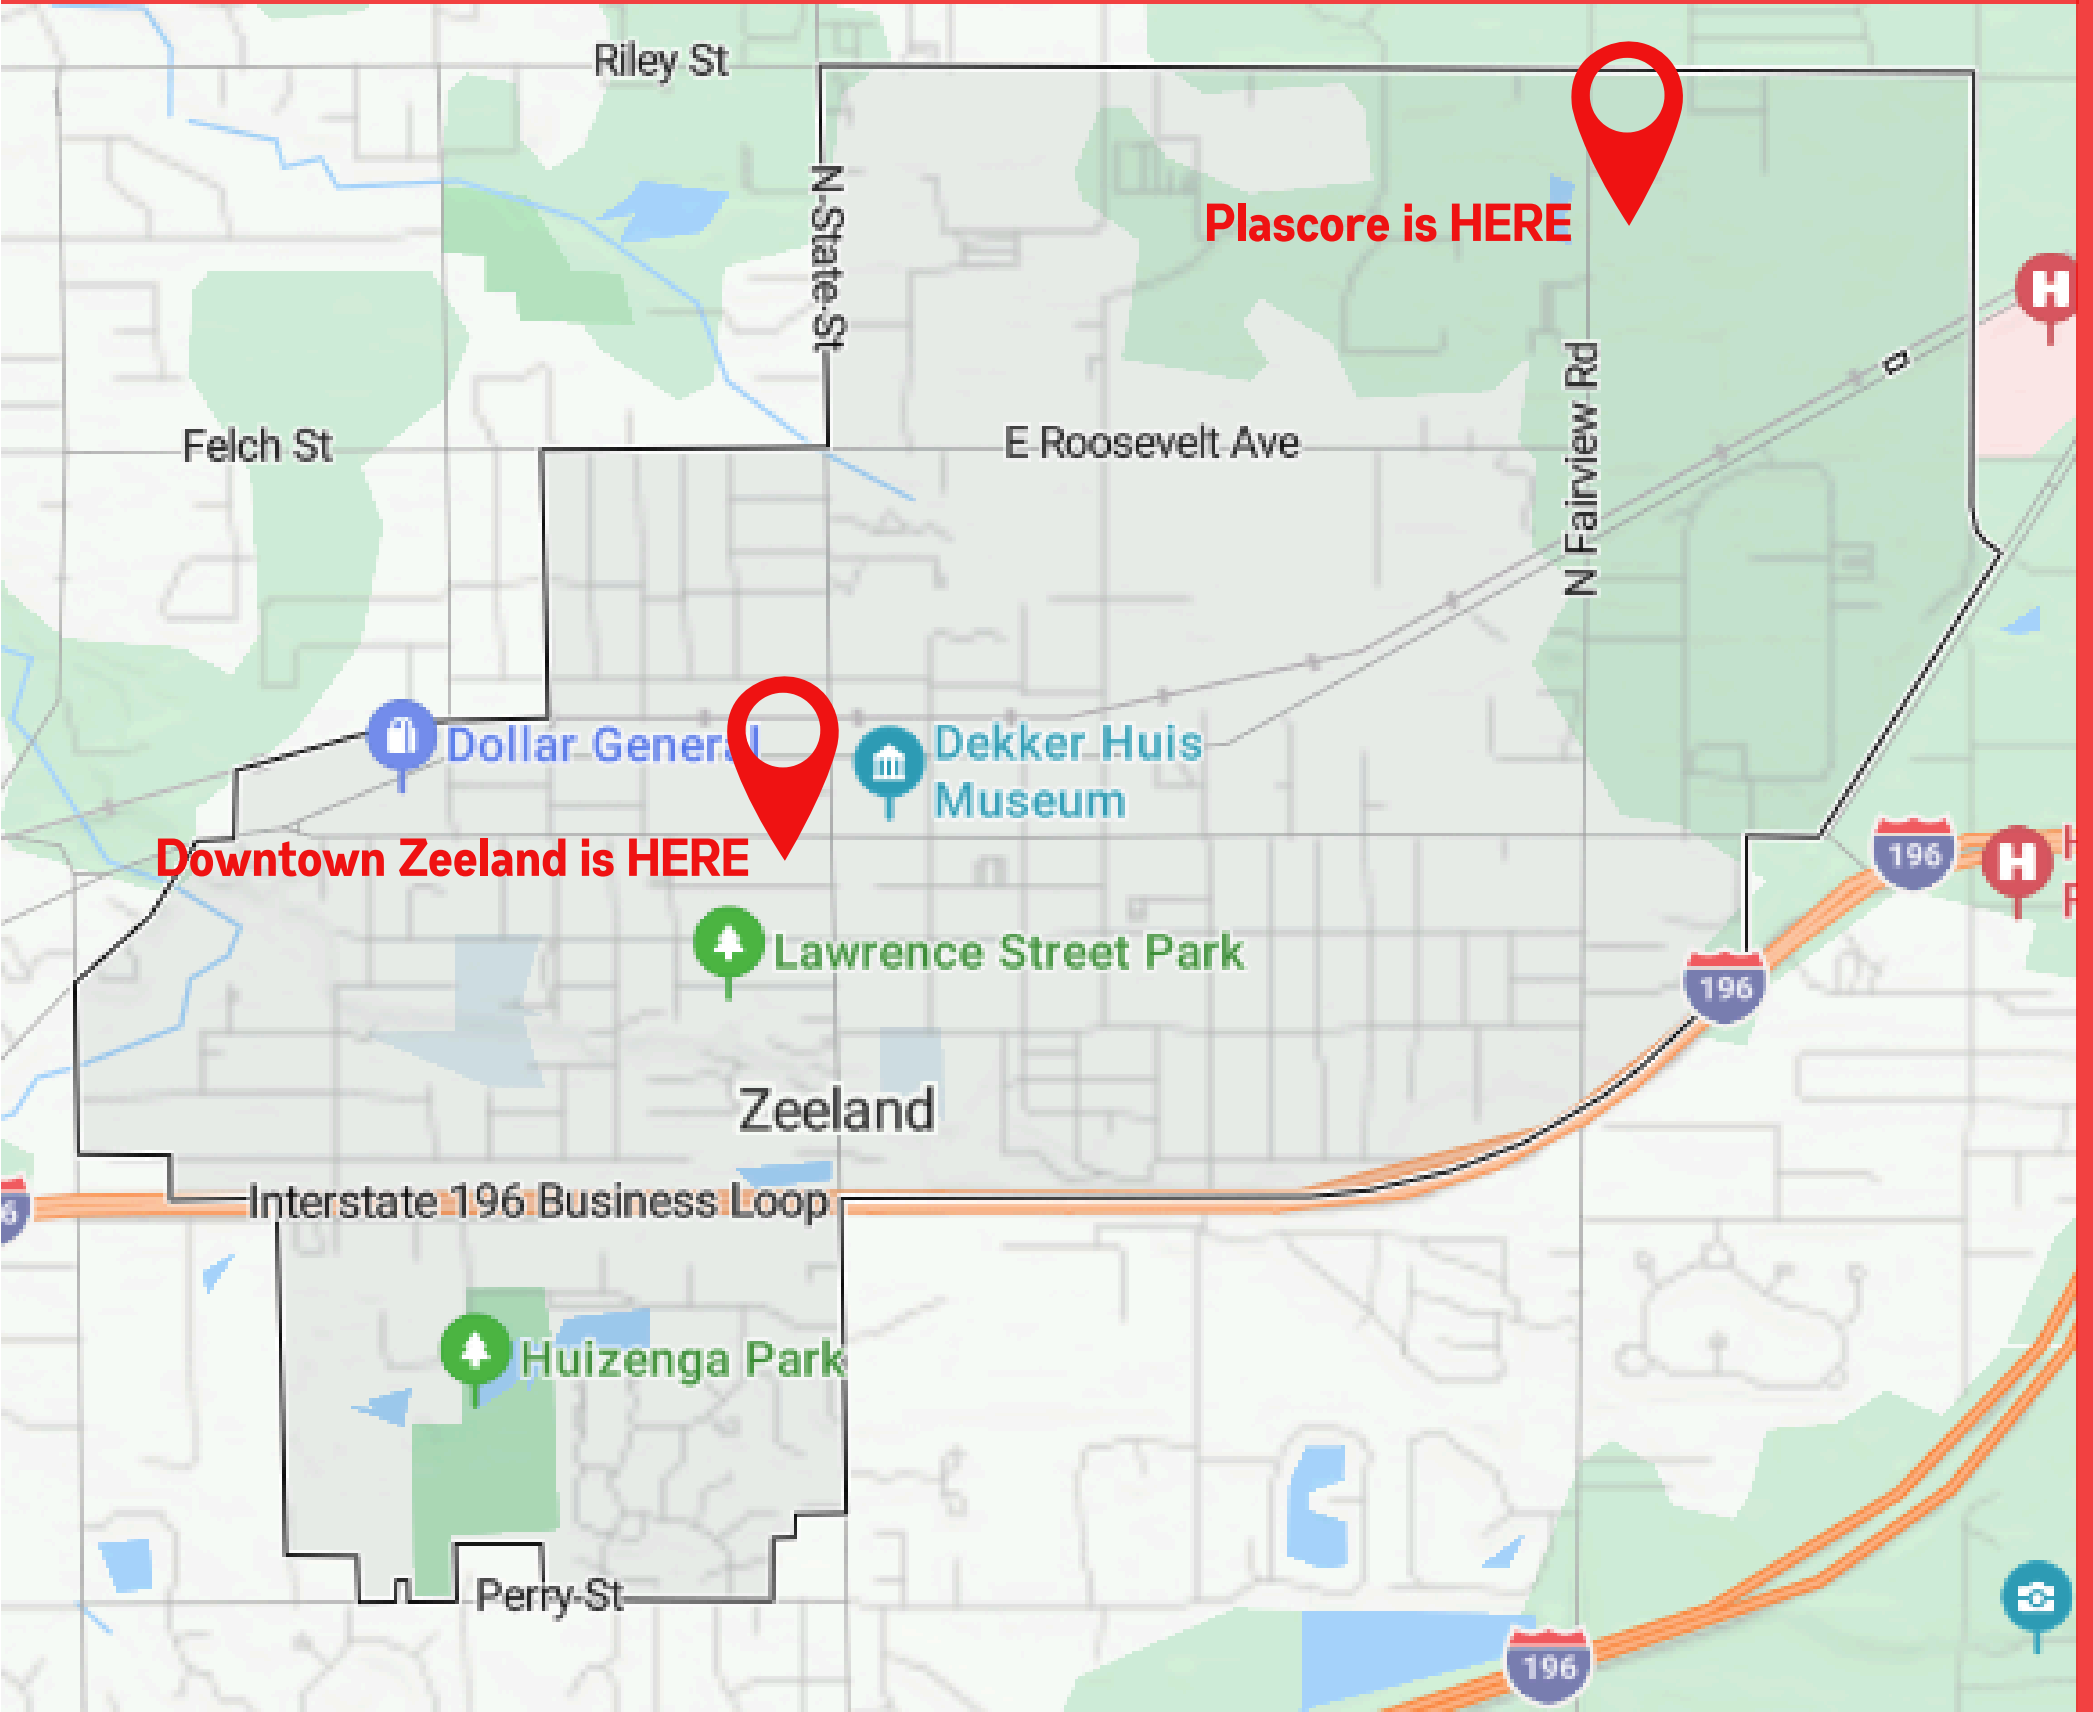 Riley St
N State St
Plascore is HERE
H
N Fairview Rd
Felch St
E Roosevelt Ave
Dollar General
Dekker Huis
Museum
Downtown Zeeland is HERE
196
H
H
F
Lawrence Street Park
196
Zeeland
6
Interstate 196 Business Loop
Huizenga Park
Perry St
196